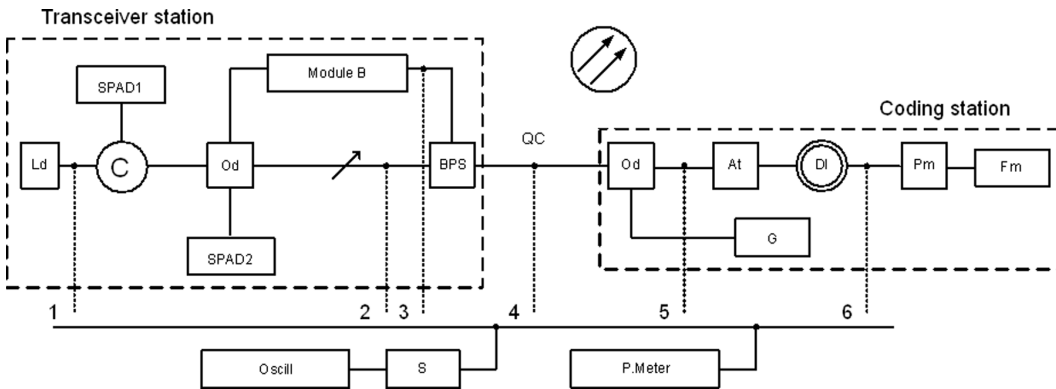 Transceiver station
Module B
SPAD1
Coding station
QC
Ld
C
Od
BPS
Od
At
Dl
Pm
Fm
SPAD2
G
1
2
3
4
5
6
Oscill
S
P.Meter